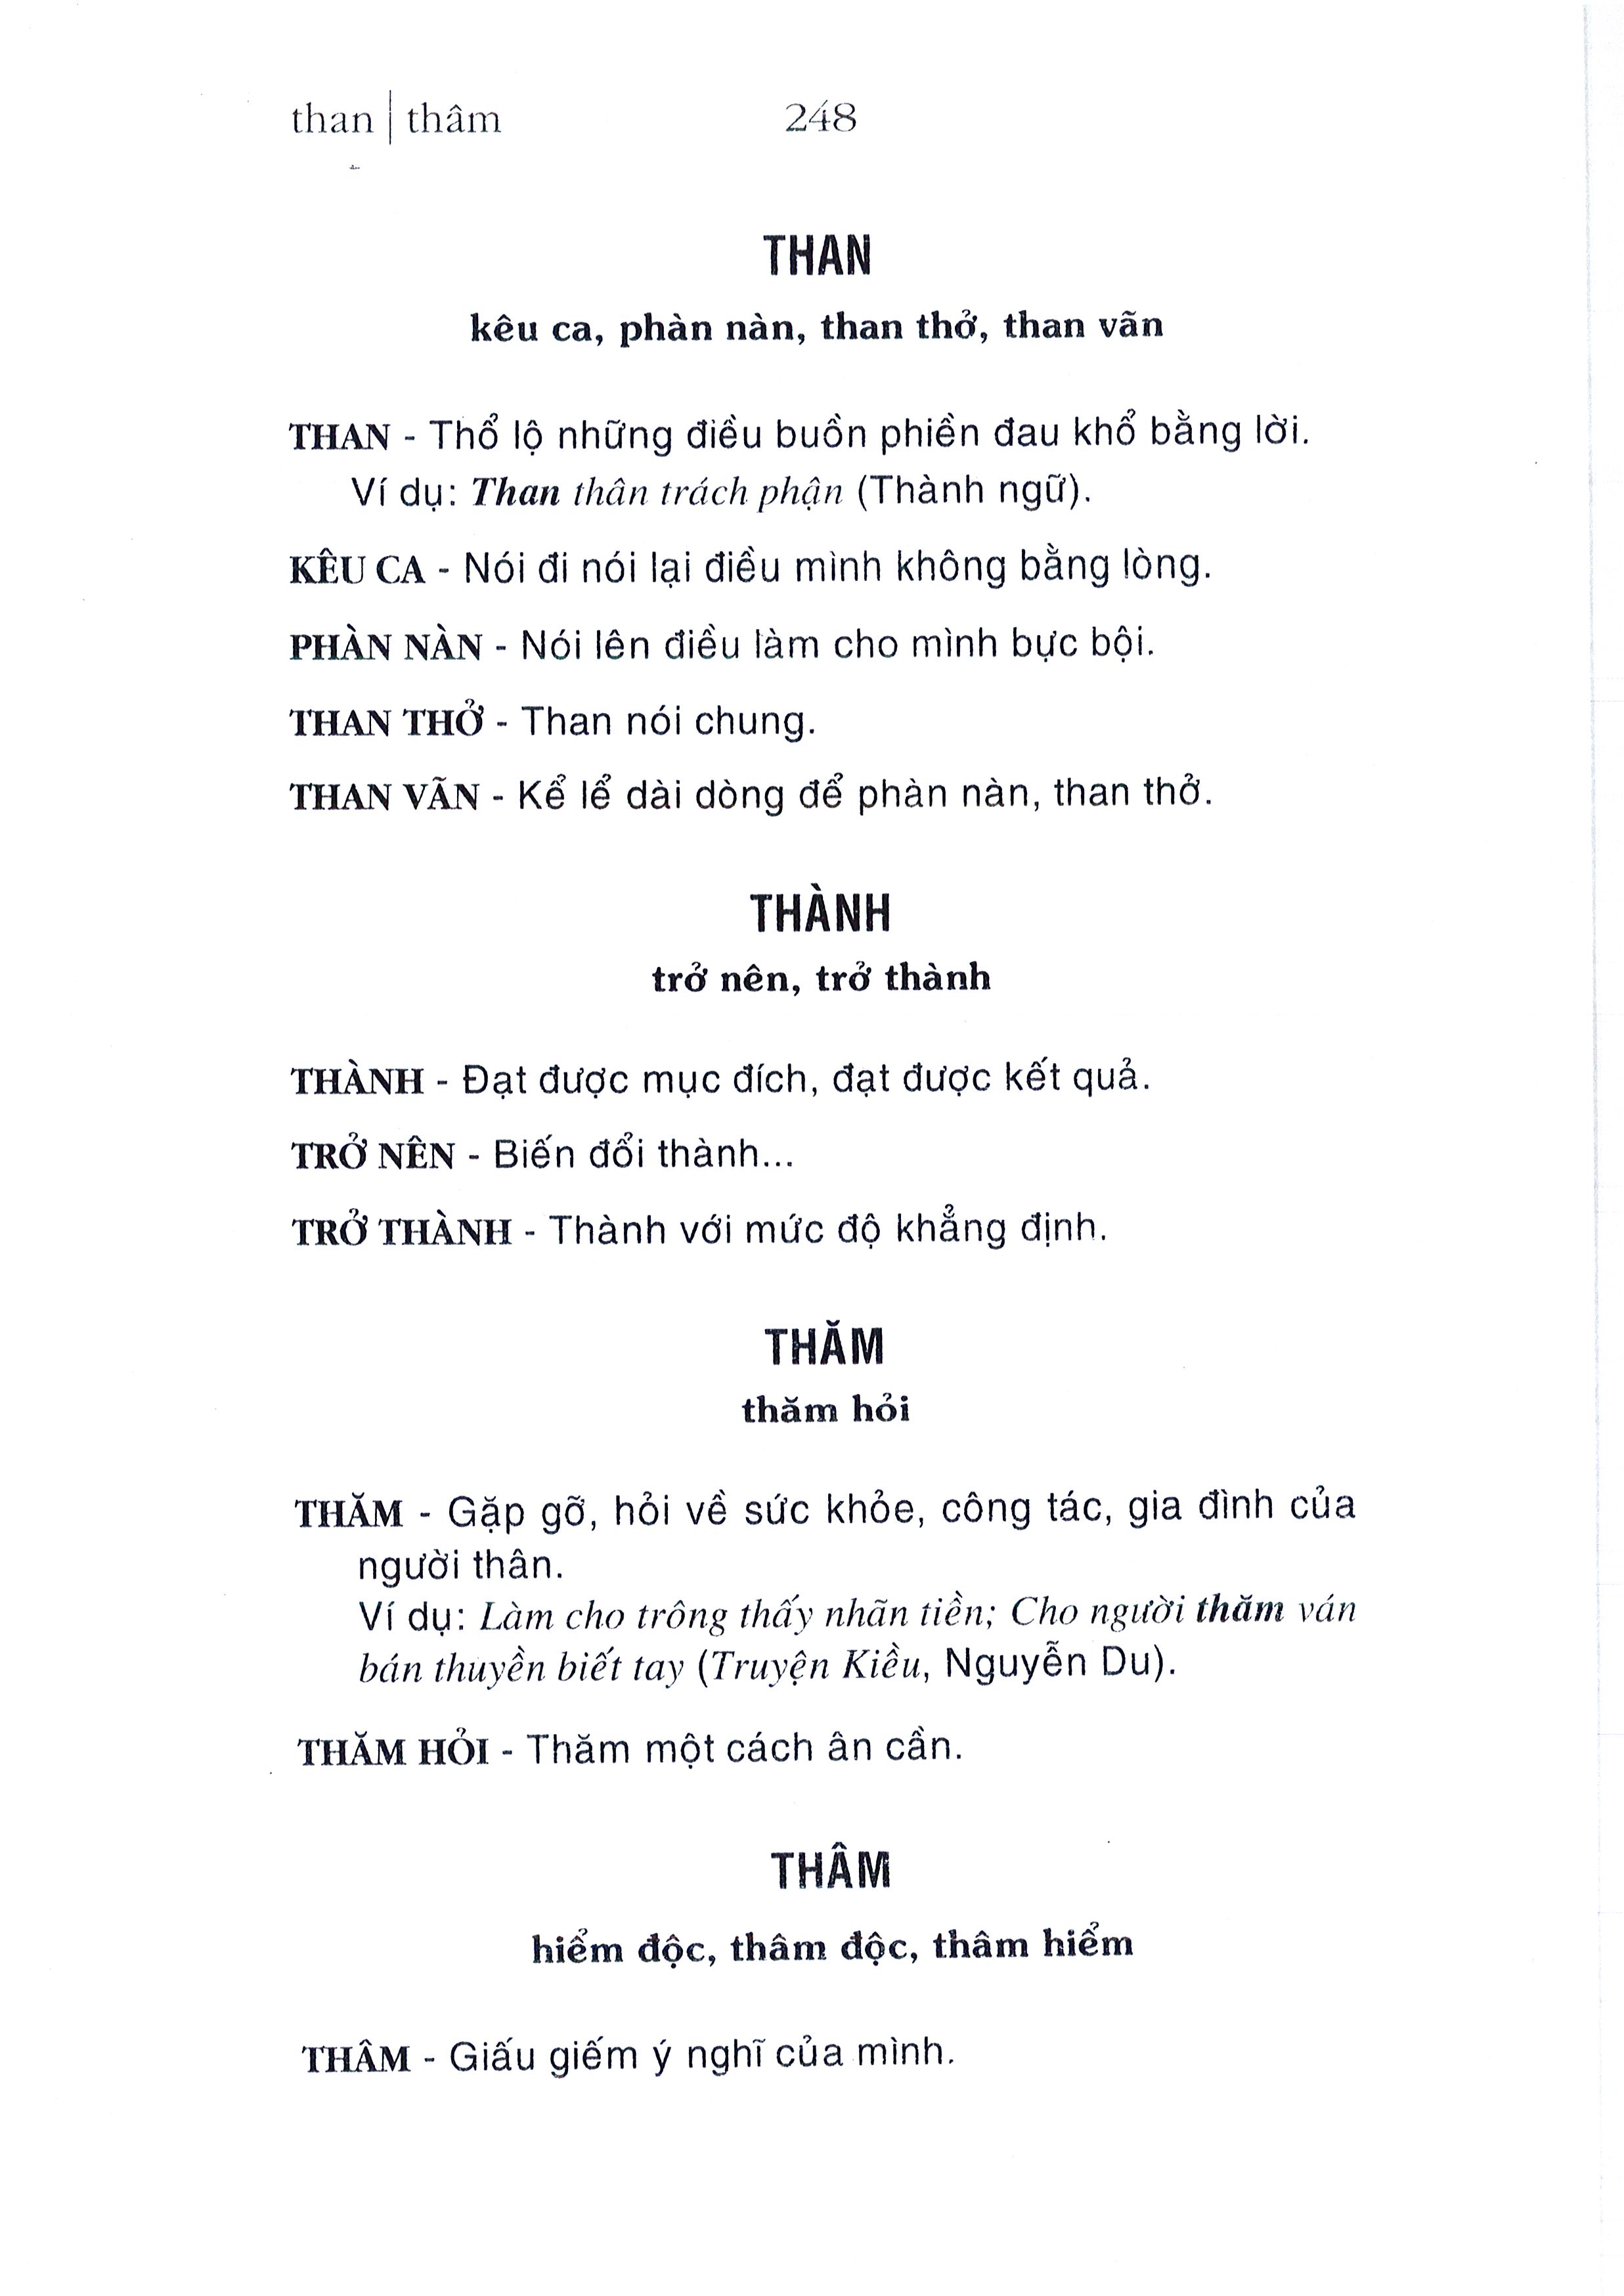 than | thâm 248
THAN
kêu ca, phàn nàn, than thở, than vãn
THAN - Thổ lộ những điều buồn phiền đau khổ bằng lời.
Ví dụ: Than thân trách phận (Thành ngữ).
KÊU CA - Nói đi nói lại điều mình không bằng lòng.
PHÀN NÀN - Nói lên điều làm cho mình bực bội.
THAN THỞ - Than nói chung.
THAN VÃN - Kể lể dài dòng để phàn nàn, than thở.
THÀNH
trở nên, trở thành
THÀNH - Đạt được mục đích, đạt được kết quả.
TRỞ NÊN - Biến đổi thành...
TRỞ THÀNH - Thành với mức độ khẳng định.
THĂM
thăm hỏi
THĂM - Gặp gỡ, hỏi về sức khỏe, công tác, gia đình của
người thân.
Ví dụ: Làm cho trông thấy nhãn tiền; Cho người thăm ván
bán thuyền biết tay (Truyện Kiều, Nguyễn Du).
THĂM HỎI - Thăm một cách ân cần.
THÂM
hiểm độc, thâm độc, thâm hiểm
THÂM - Giấu giếm ý nghĩ của mình.